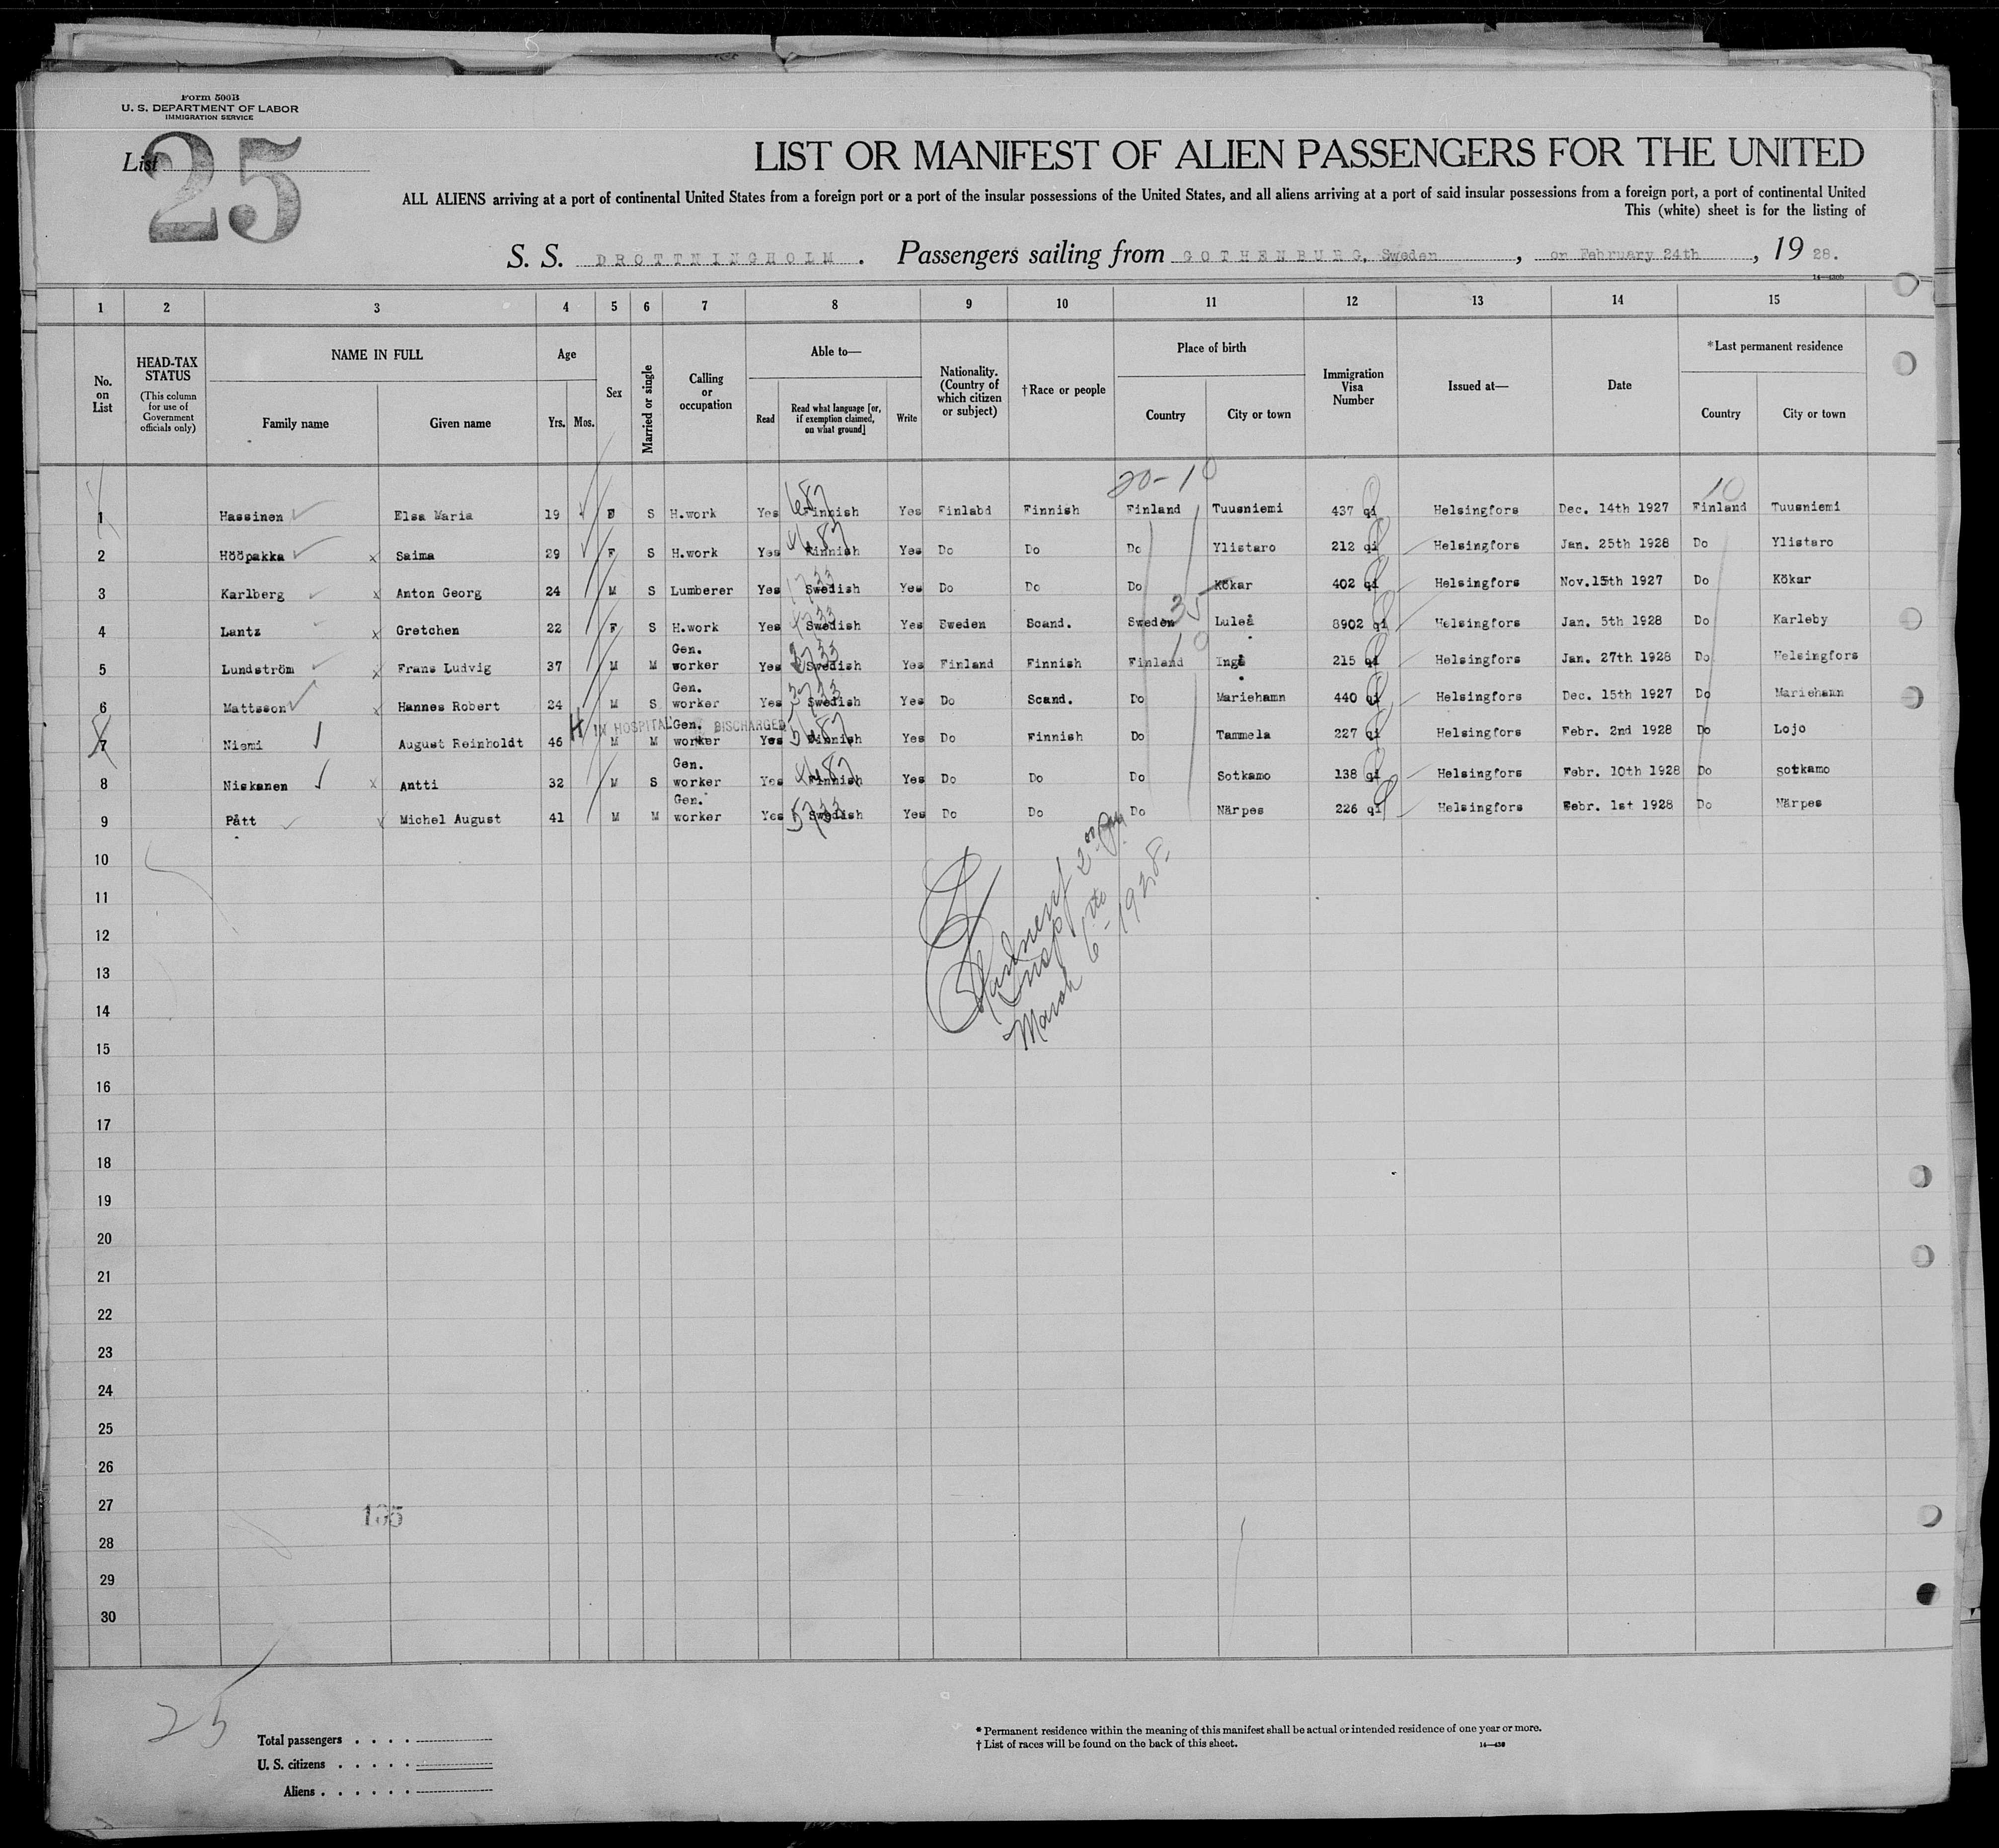 Form 500B
U. S. DEPARTMENT OF LABOR
IMMIGRATION SERVICE
List 25
LIST OR MANIFEST OF ALIEN PASSENGERS FOR THE UNITED
ALL ALIENS arriving at a port of continental United States from a foreign port or a port of the insular possessions of the United States, and all aliens arriving at a port of said insular possessions from a foreign port, a port of continental United
This (white) sheet is for the listing of
S. S. DROTTNINGHOLM . Passengers sailing from GOTHENBURG, Sweden , on February 24th , 19 28.
1 2 3 4 5 6 7 8 9 10 11 12 13 14 15
No. on List
HEAD-TAX STATUS (This column for use of Government officials only)
NAME IN FULL Family name Given name
Age Yrs. Mos.
Sex
Married or single
Calling or occupation
Able to— Read Read what language [or, if exemption claimed, on what ground] Write
Nationality. (Country of which citizen or subject)
†Race or people
Place of birth Country City or town
Immigration Visa Number
Issued at—
Date
*Last permanent residence Country City or town
20-10 10
1 Hassinen Elsa Maria 19 F S H.work Yes Finnish Yes Finlabd Finnish Finland Tuusniemi 437 qi Helsingfors Dec. 14th 1927 Finland Tuusniemi
2 Hööpakka x Saima 29 F S H.work Yes Finnish Yes Do Do Do Ylistaro 212 qi Helsingfors Jan. 25th 1928 Do Ylistaro
3 Karlberg x Anton Georg 24 M S Lumberer Yes Swedish Yes Do Do Do Kökar 402 qi Helsingfors Nov.15th 1927 Do Kökar
35
4 Lantz x Gretchen 22 F S H.work Yes Swedish Yes Sweden Scand. Sweden Luleå 8902 qi Helsingfors Jan. 5th 1928 Do Karleby
10
5 Lundström x Frans Ludvig 37 M M Gen. worker Yes Swedish Yes Finland Finnish Finland Ingå 215 qi Helsingfors Jan. 27th 1928 Do Helsingfors
6 Mattsson x Hannes Robert 24 M S Gen. worker Yes Swedish Yes Do Scand. Do Mariehamn 440 qi Helsingfors Dec. 15th 1927 Do Mariehamn
H IN HOSPITAL DISCHARGED
7 Niemi August Reinholdt 46 M M Gen. worker Yes Finnish Yes Do Finnish Do Tammela 227 qi Helsingfors Febr. 2nd 1928 Do Lojo
8 Niskanen x Antti 32 M S Gen. worker Yes Finnish Yes Do Do Do Sotkamo 138 qi Helsingfors Febr. 10th 1928 Do Sotkamo
9 Pått Michel August 41 M M Gen. worker Yes Swedish Yes Do Do Do Närpes 226 qi Helsingfors Febr. 1st 1928 Do Närpes
10
11
12
13
14
15
16
17
18
19
20
21
22
23
24
25
26
27
28
29
30
March 6th 1928.
25
Total passengers . . . .
U. S. citizens . . . . .
Aliens . . . . . .
* Permanent residence within the meaning of this manifest shall be actual or intended residence of one year or more.
† List of races will be found on the back of this sheet.